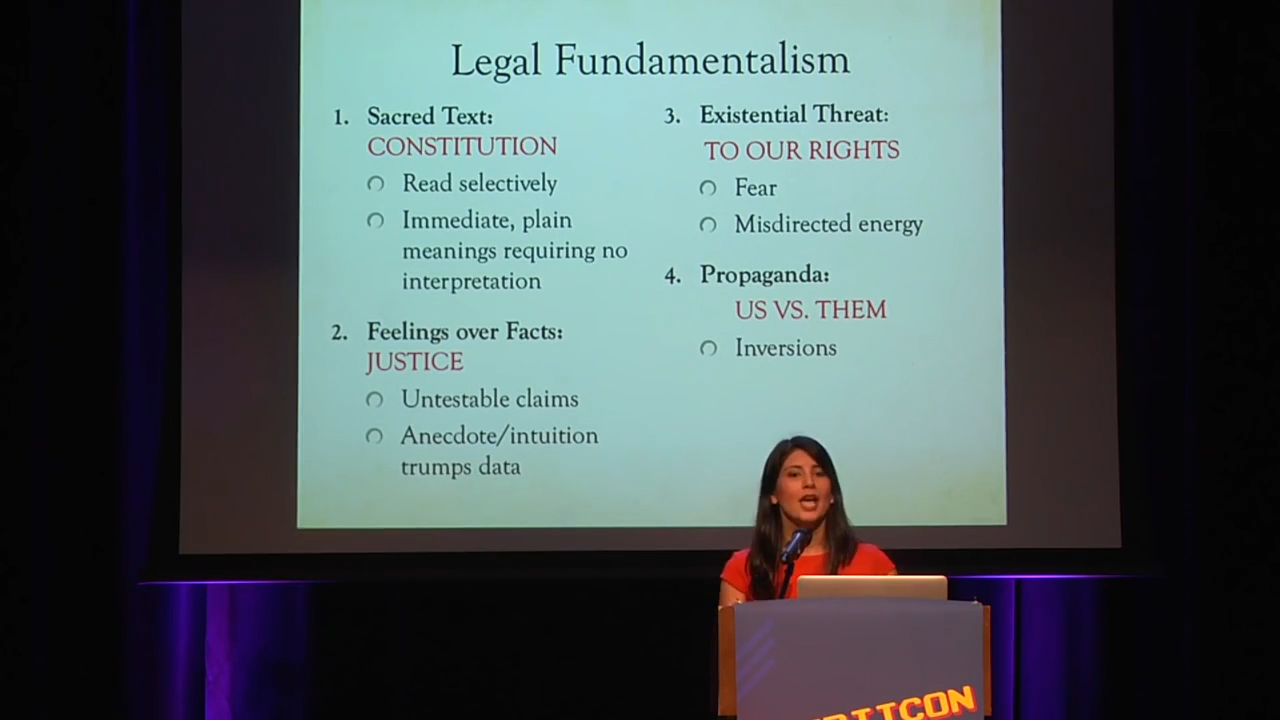 Legal Fundamentalism
1. Sacred Text:
CONSTITUTION
Read selectively
Immediate, plain
meanings requiring no
interpretation
2. Feelings over Facts:
JUSTICE
Untestable claims
Anecdote/intuition
trumps data
3. Existential Threat:
TO OUR RIGHTS
Fear
Misdirected energy
4. Propaganda:
US VS. THEM
Inversions